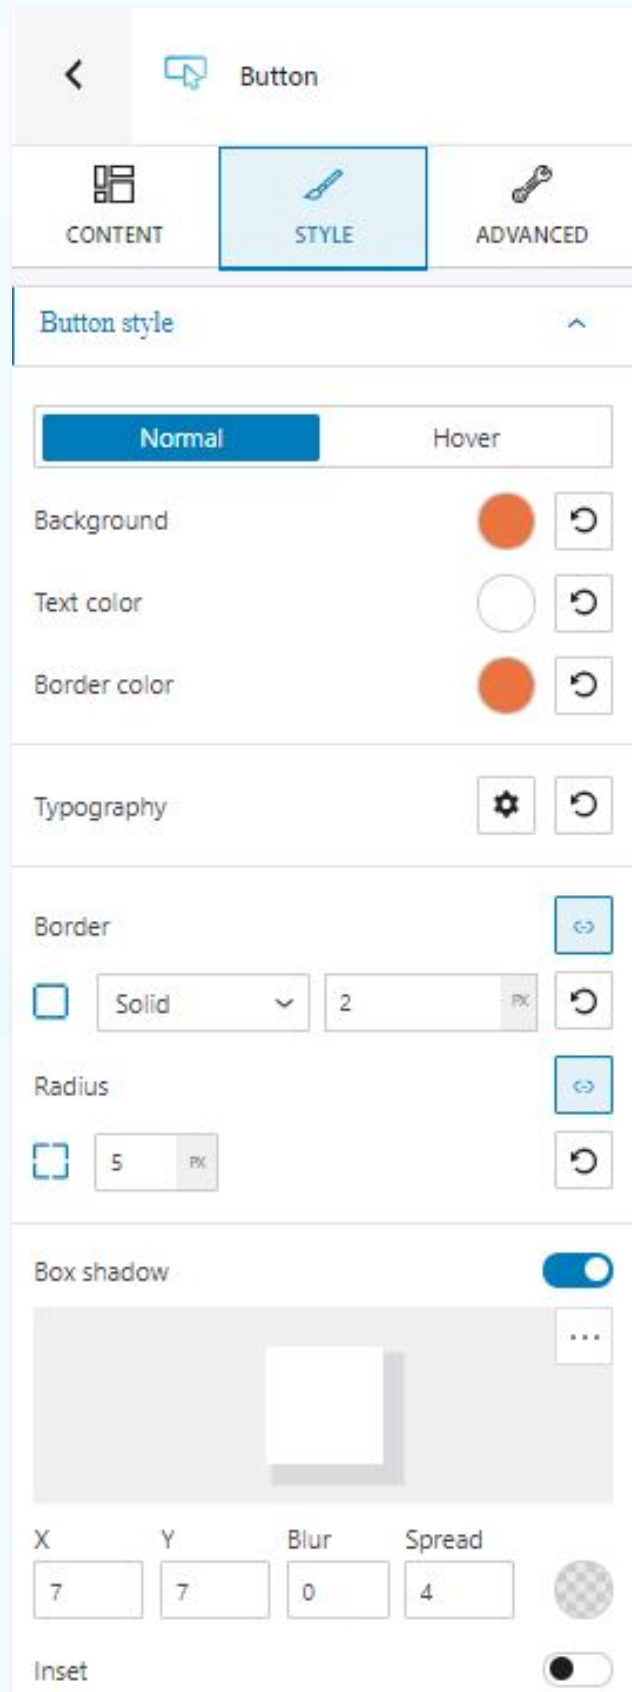 Button
CONTENT STYLE ADVANCED
Button style
Normal Hover
Background
Text color
Border color
Typography
Border
Solid 2 PX
Radius
5 PX
Box shadow
X Y Blur Spread
7 7 0 4
Inset